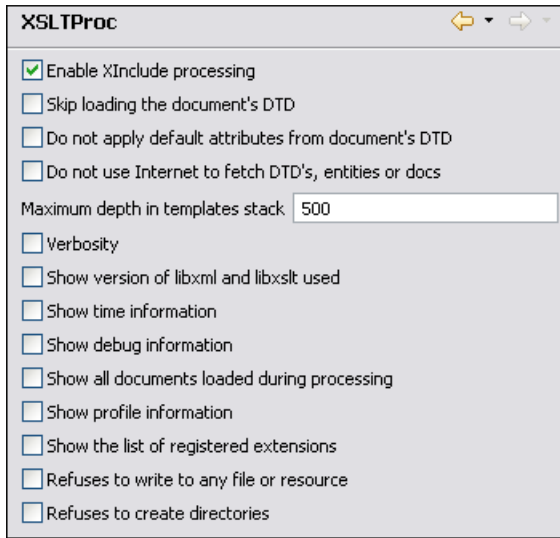 XSLTProc
Enable XInclude processing
Skip loading the document's DTD
Do not apply default attributes from document's DTD
Do not use Internet to fetch DTD's, entities or docs
Maximum depth in templates stack 500
Verbosity
Show version of libxml and libxslt used
Show time information
Show debug information
Show all documents loaded during processing
Show profile information
Show the list of registered extensions
Refuses to write to any file or resource
Refuses to create directories